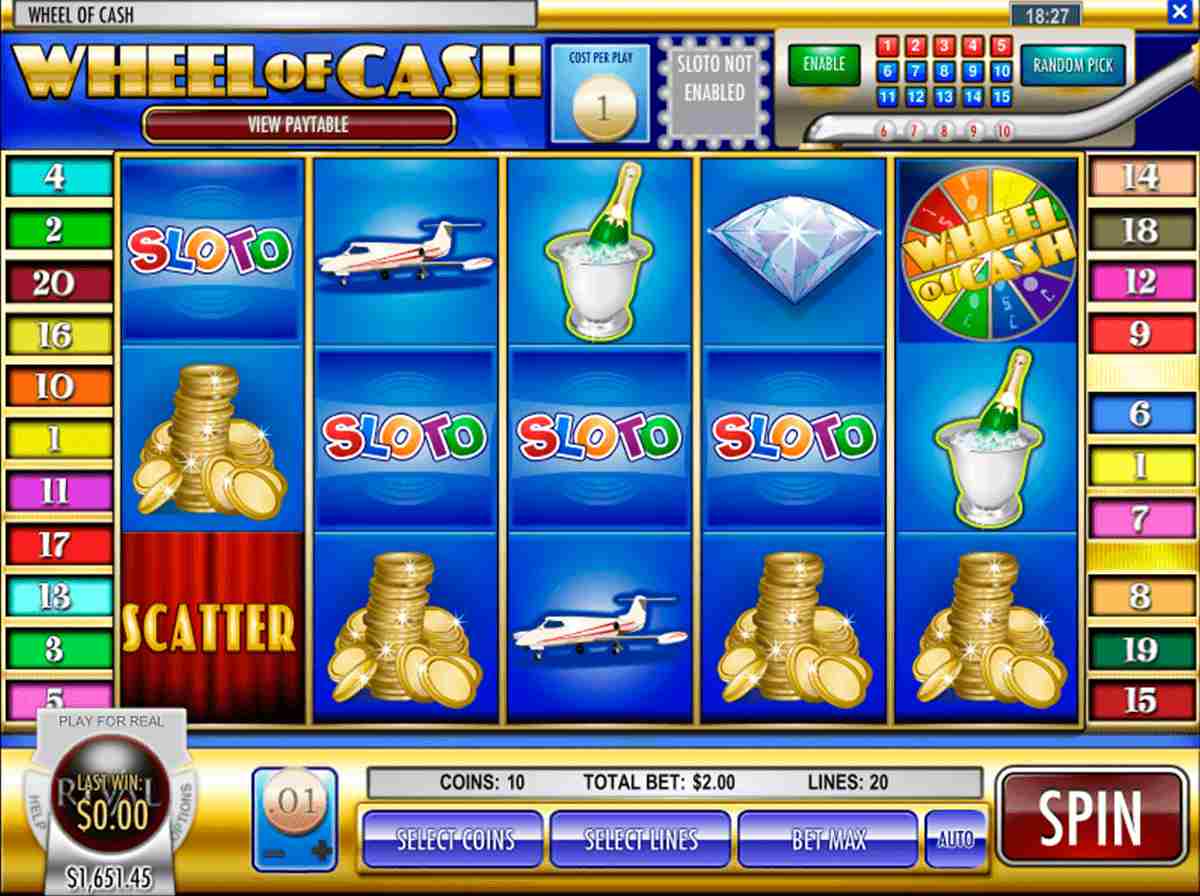 WHEEL OF CASH
18:27
WHEEL OF CASH
VIEW PAYTABLE
COST PER PLAY
1
SLOTO NOT
ENABLED
ENABLE
1 2 3 4 5
6 7 8 9 10
11 12 13 14 15
RANDOM PICK
6 7 8 9 10
4
2
20
16
10
1
11
17
13
3
5
SLOTO
WHEEL
OF CASH
SLOTO SLOTO SLOTO
SCATTER
14
18
12
9
6
1
7
8
19
15
PLAY FOR REAL
LAST WIN:
$0.00
HELP
OPTIONS
$1,651.45
.01
COINS: 10 TOTAL BET: $2.00 LINES: 20
SELECT COINS SELECT LINES BET MAX AUTO
SPIN